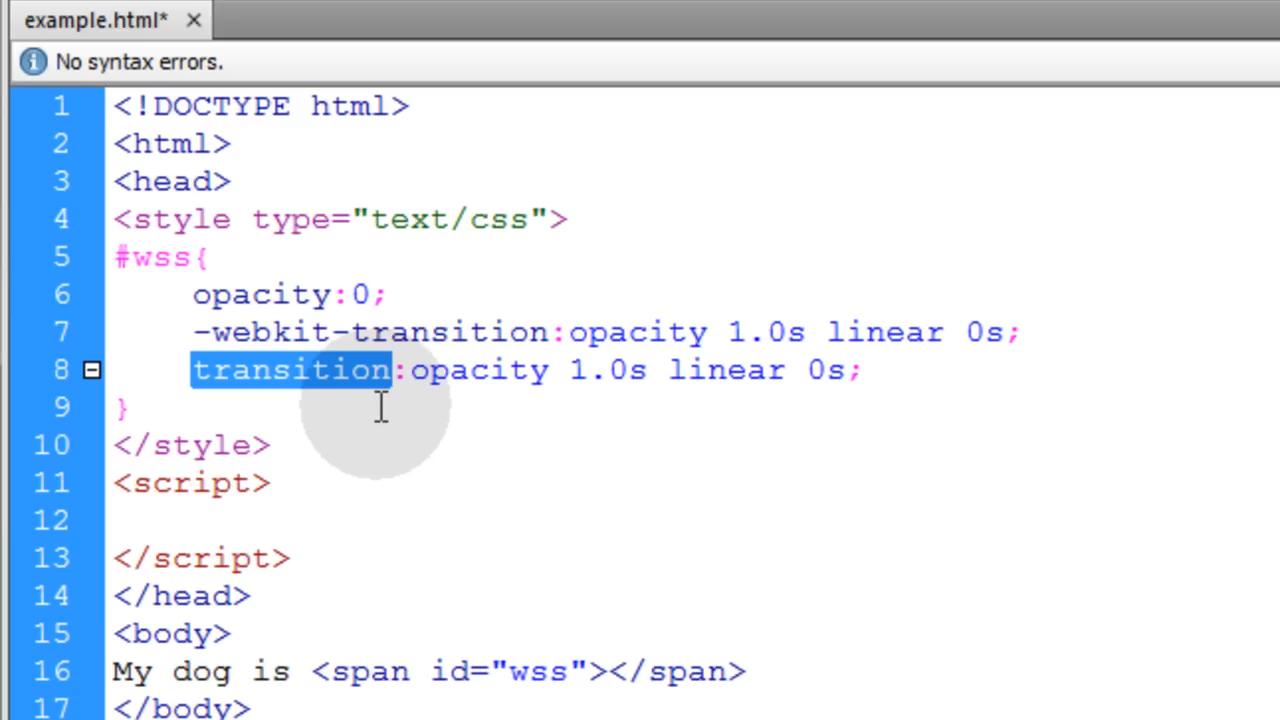 example.html* ×
No syntax errors.
1 <!DOCTYPE html>
2 <html>
3 <head>
4 <style type="text/css">
5 #wss{
6 opacity:0;
7 -webkit-transition:opacity 1.0s linear 0s;
8 transition:opacity 1.0s linear 0s;
9 }
10 </style>
11 <script>
12
13 </script>
14 </head>
15 <body>
16 My dog is <span id="wss"></span>
17 </body>